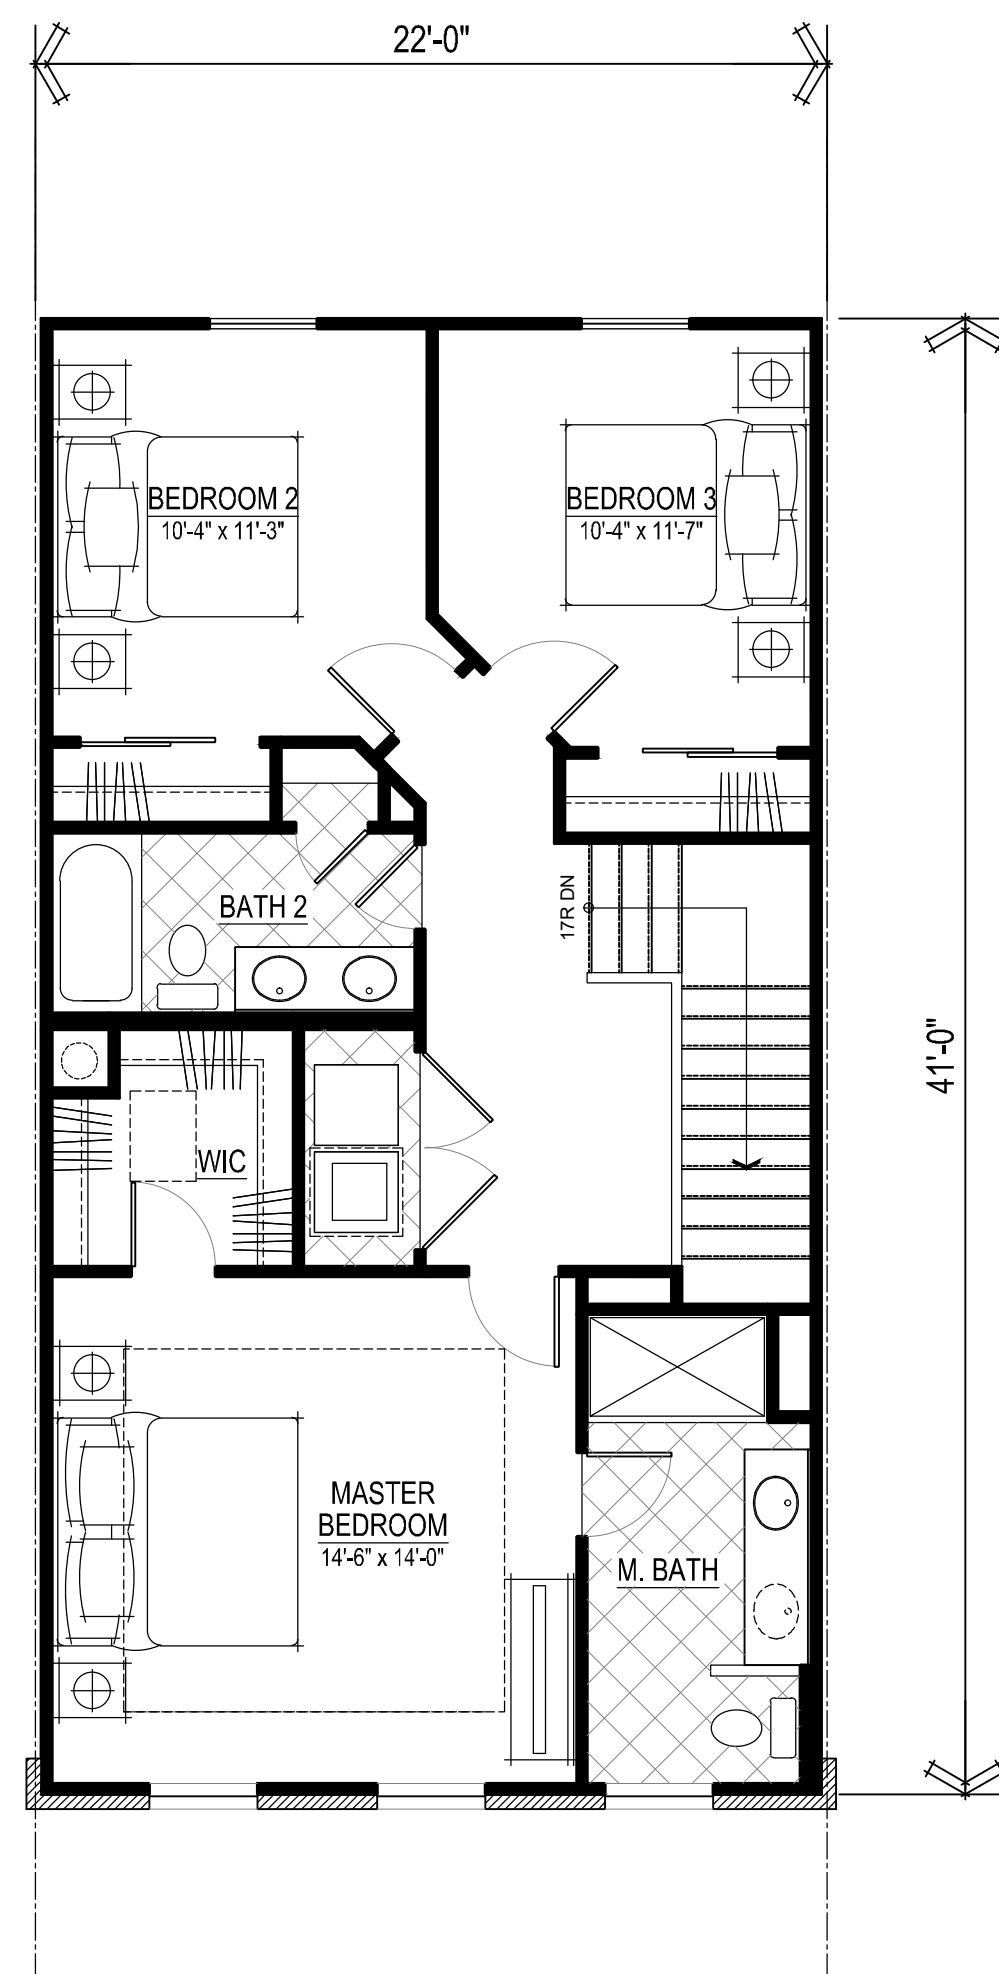 22'-0"
BEDROOM 2
10'-4" x 11'-3"
BEDROOM 3
10'-4" x 11'-7"
17R DN
BATH 2
41'-0"
WIC
MASTER
BEDROOM
14'-6" x 14'-0"
M. BATH